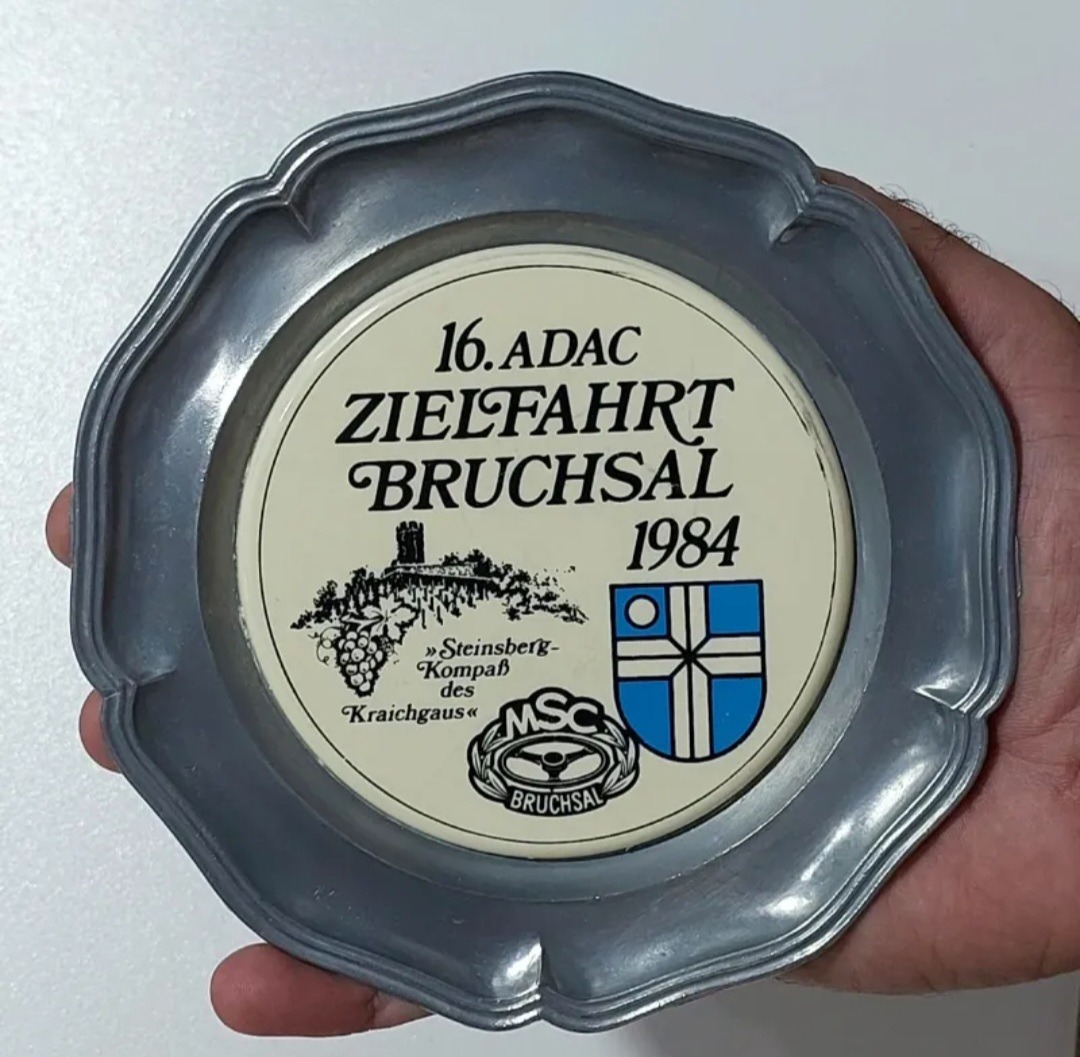 16. ADAC
ZIELFAHRT
BRUCHSAL
1984
»Steinsberg-
Kompaß
des
Kraichgaus«
MSC
BRUCHSAL